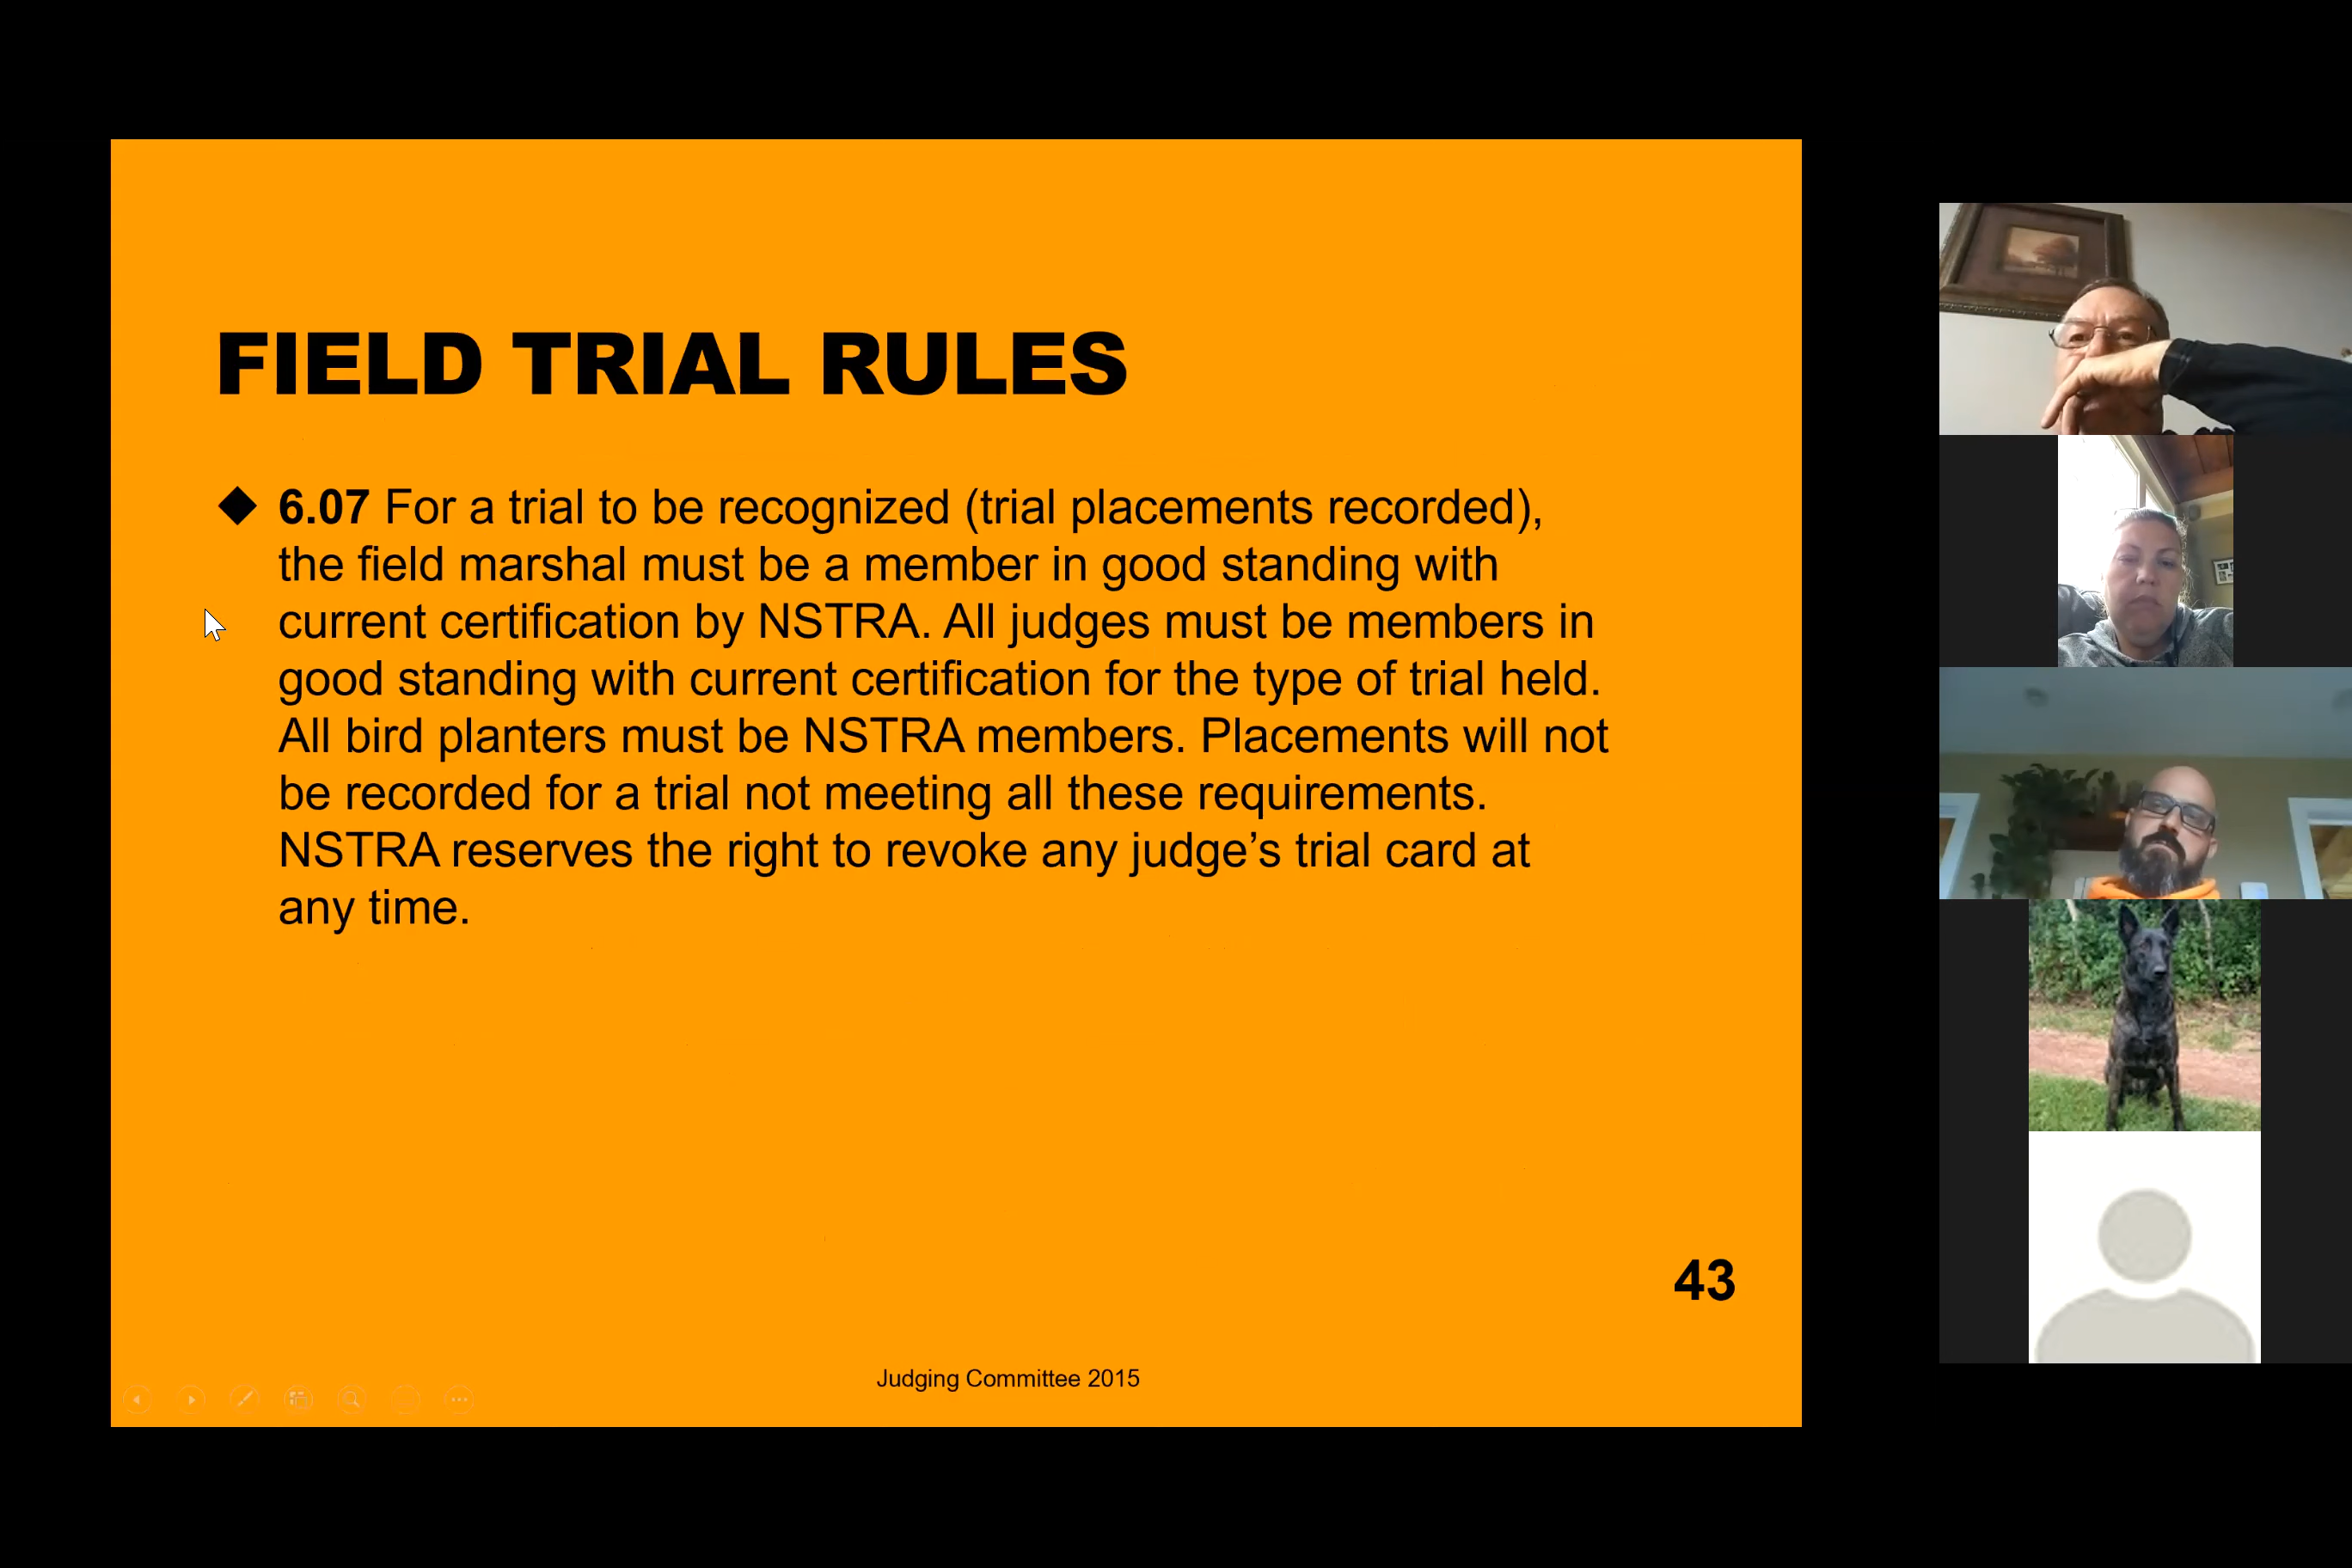 FIELD TRIAL RULES
◆ 6.07 For a trial to be recognized (trial placements recorded),
the field marshal must be a member in good standing with
current certification by NSTRA. All judges must be members in
good standing with current certification for the type of trial held.
All bird planters must be NSTRA members. Placements will not
be recorded for a trial not meeting all these requirements.
NSTRA reserves the right to revoke any judge’s trial card at
any time.
43
Judging Committee 2015